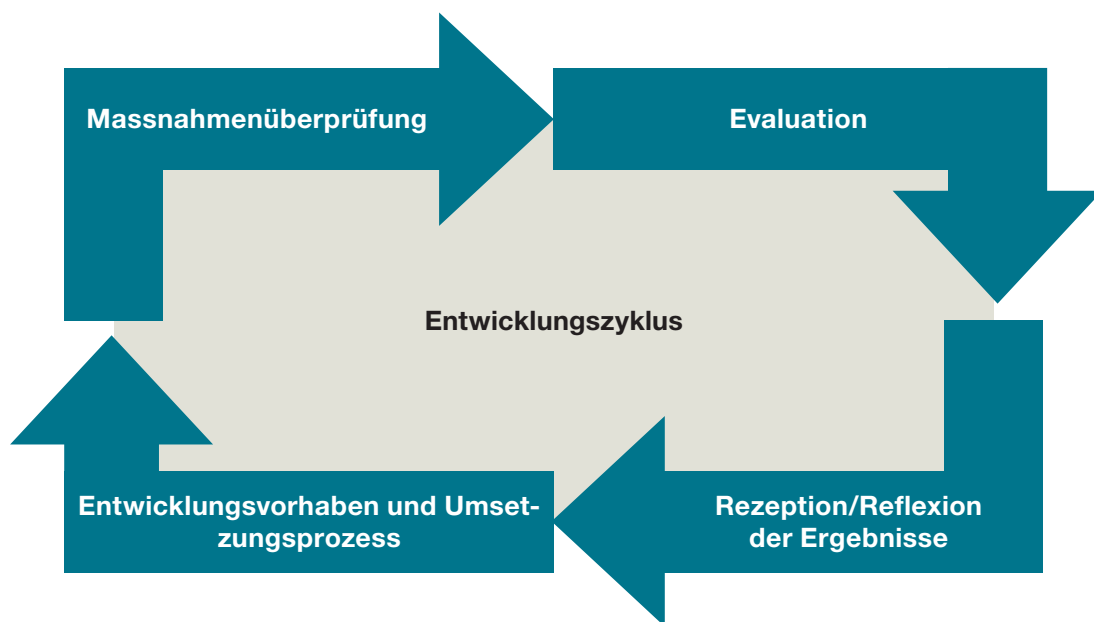 Massnahmenüberprüfung
Evaluation
Entwicklungszyklus
Entwicklungsvorhaben und Umset-
zungsprozess
Rezeption/Reflexion
der Ergebnisse